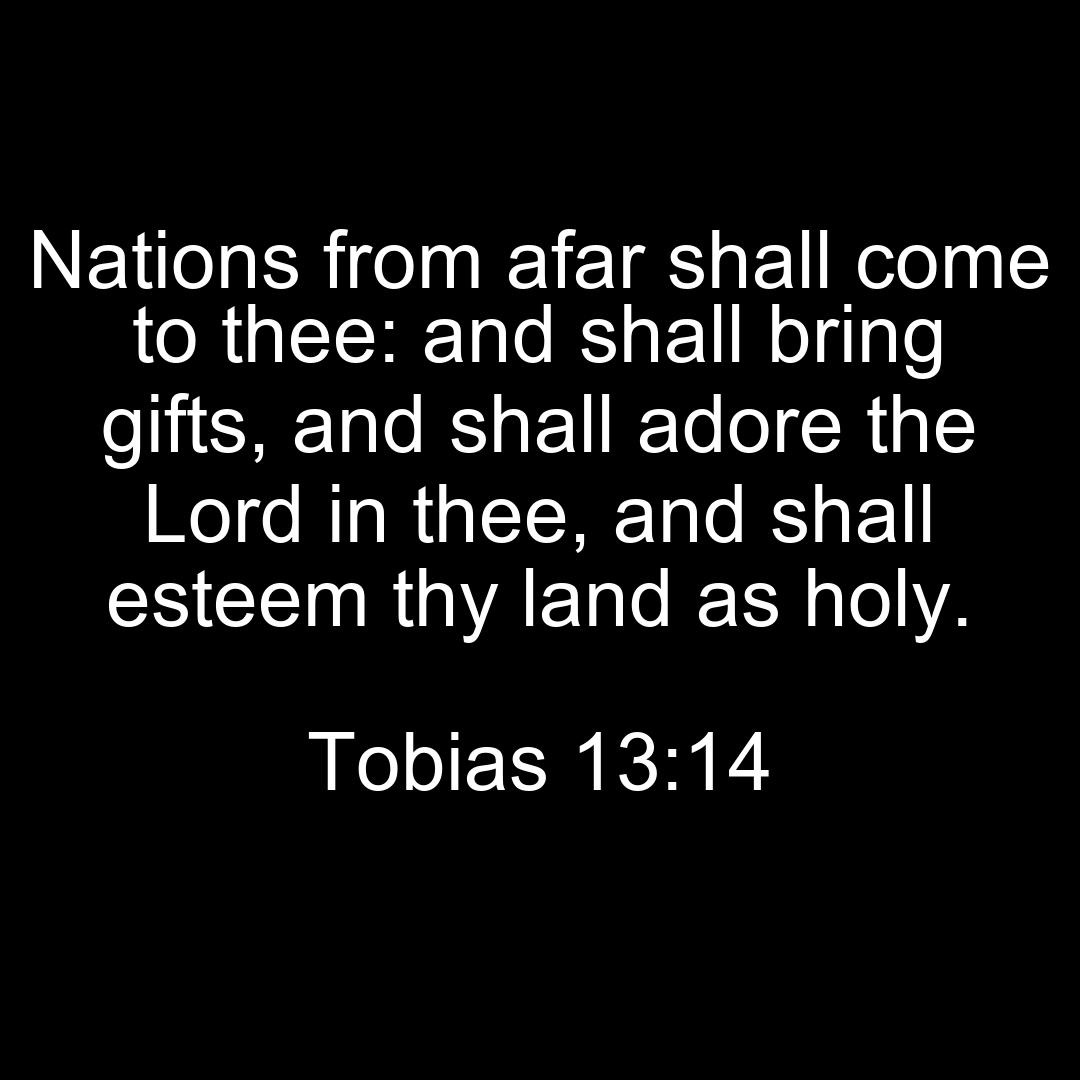 Nations from afar shall come
to thee: and shall bring
gifts, and shall adore the
Lord in thee, and shall
esteem thy land as holy.
Tobias 13:14